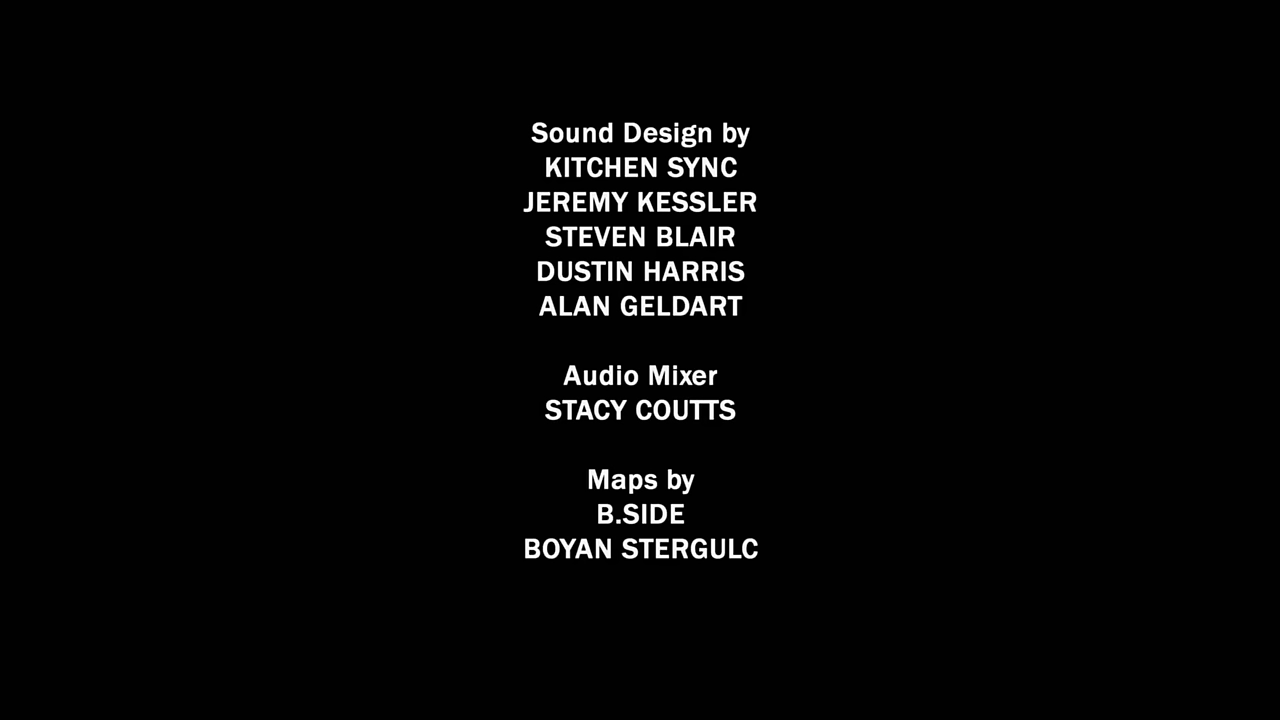 Sound Design by
KITCHEN SYNC
JEREMY KESSLER
STEVEN BLAIR
DUSTIN HARRIS
ALAN GELDART
Audio Mixer
STACY COUTTS
Maps by
B.SIDE
BOYAN STERGULC